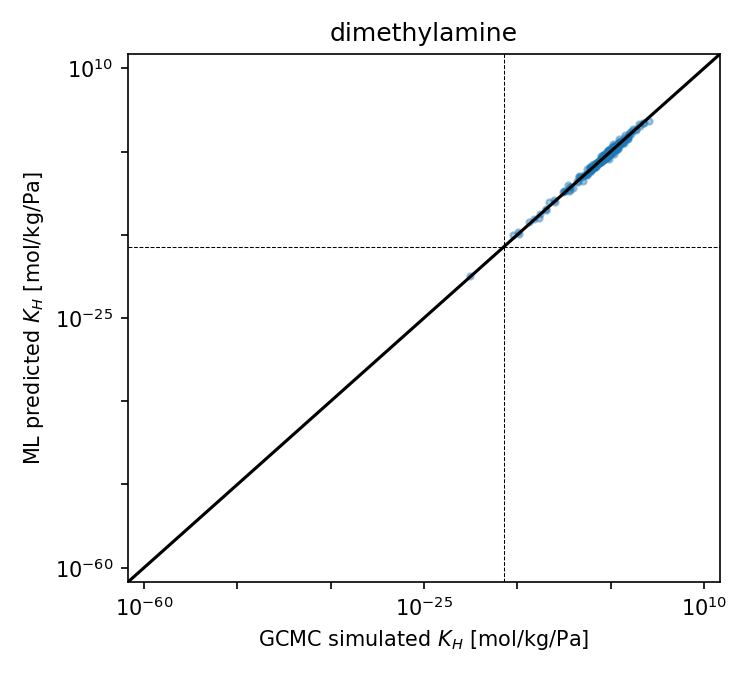 dimethylamine
10^10
10^-25
10^-60
ML predicted K_H [mol/kg/Pa]
10^-60
10^-25
10^10
GCMC simulated K_H [mol/kg/Pa]